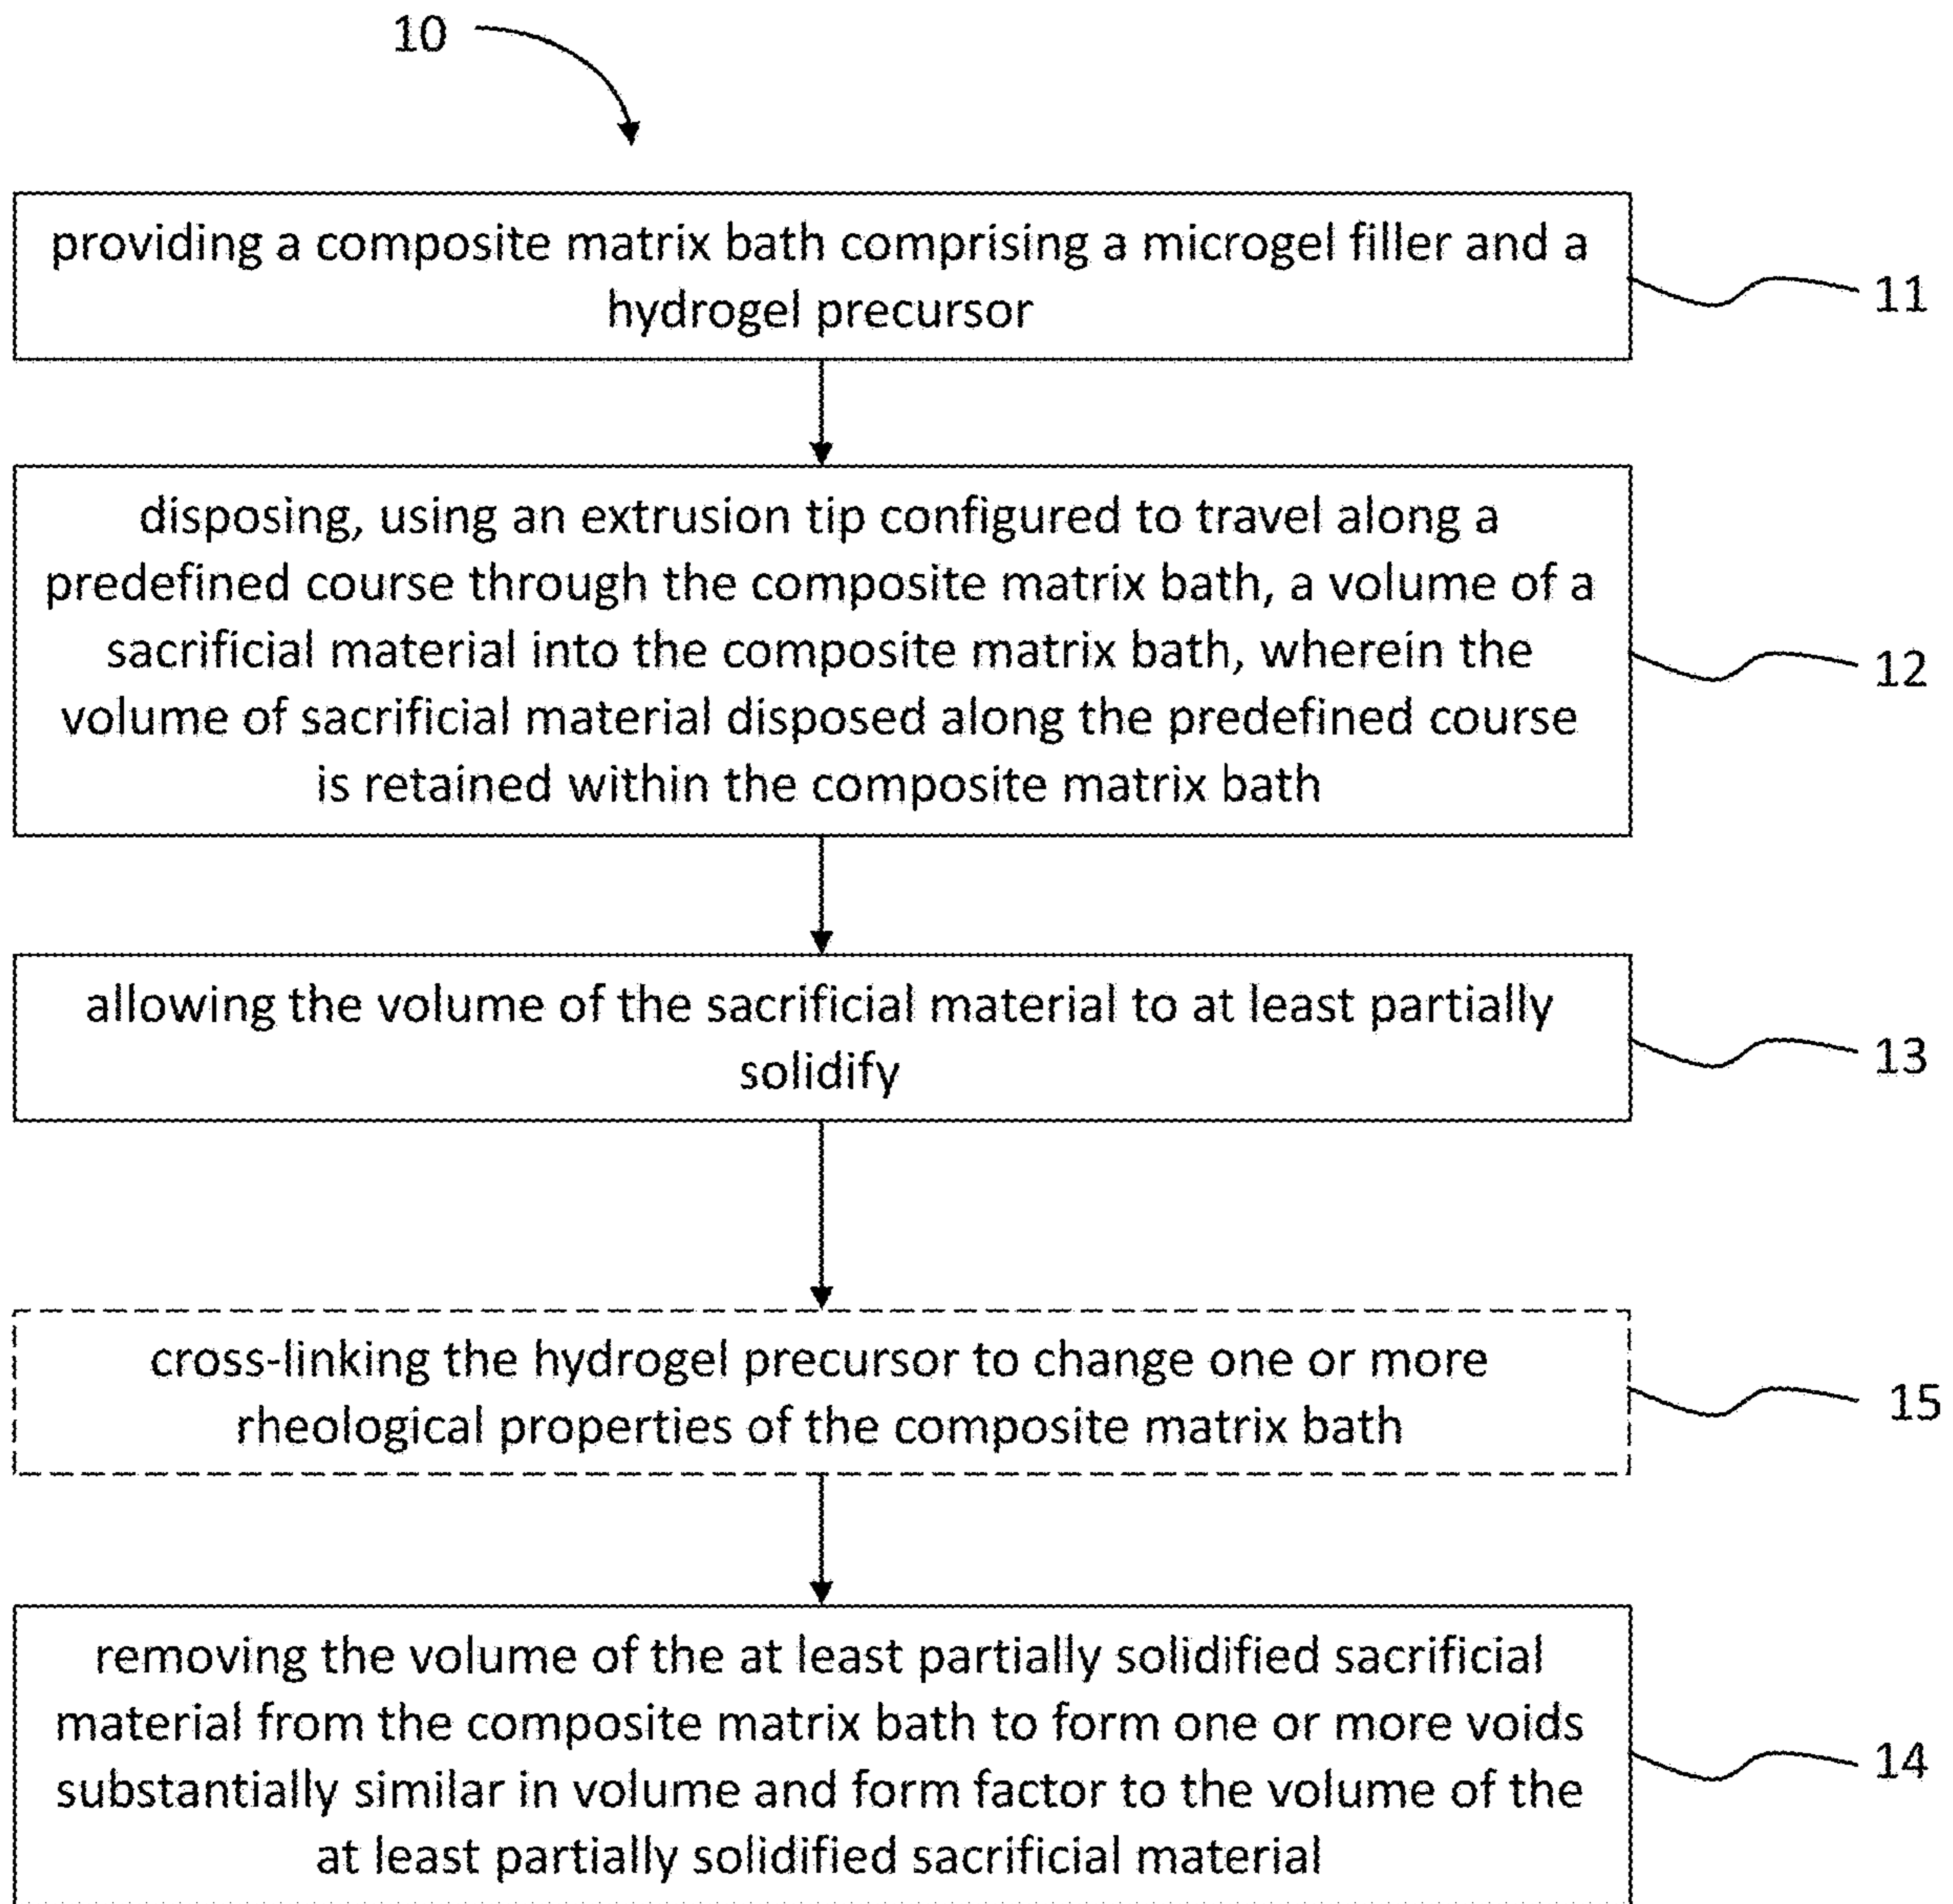 10
providing a composite matrix bath comprising a microgel filler and a
hydrogel precursor
11
disposing, using an extrusion tip configured to travel along a
predefined course through the composite matrix bath, a volume of a
sacrificial material into the composite matrix bath, wherein the
volume of sacrificial material disposed along the predefined course
is retained within the composite matrix bath
12
allowing the volume of the sacrificial material to at least partially
solidify
13
cross-linking the hydrogel precursor to change one or more
rheological properties of the composite matrix bath
15
removing the volume of the at least partially solidified sacrificial
material from the composite matrix bath to form one or more voids
substantially similar in volume and form factor to the volume of the
at least partially solidified sacrificial material
14